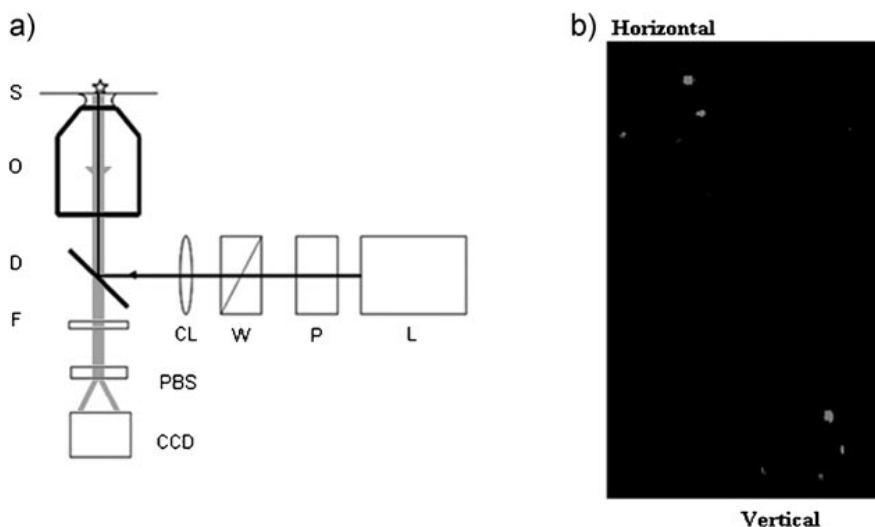 a)
S
O
D
F
CL W P L
PBS
CCD
b) Horizontal
Vertical